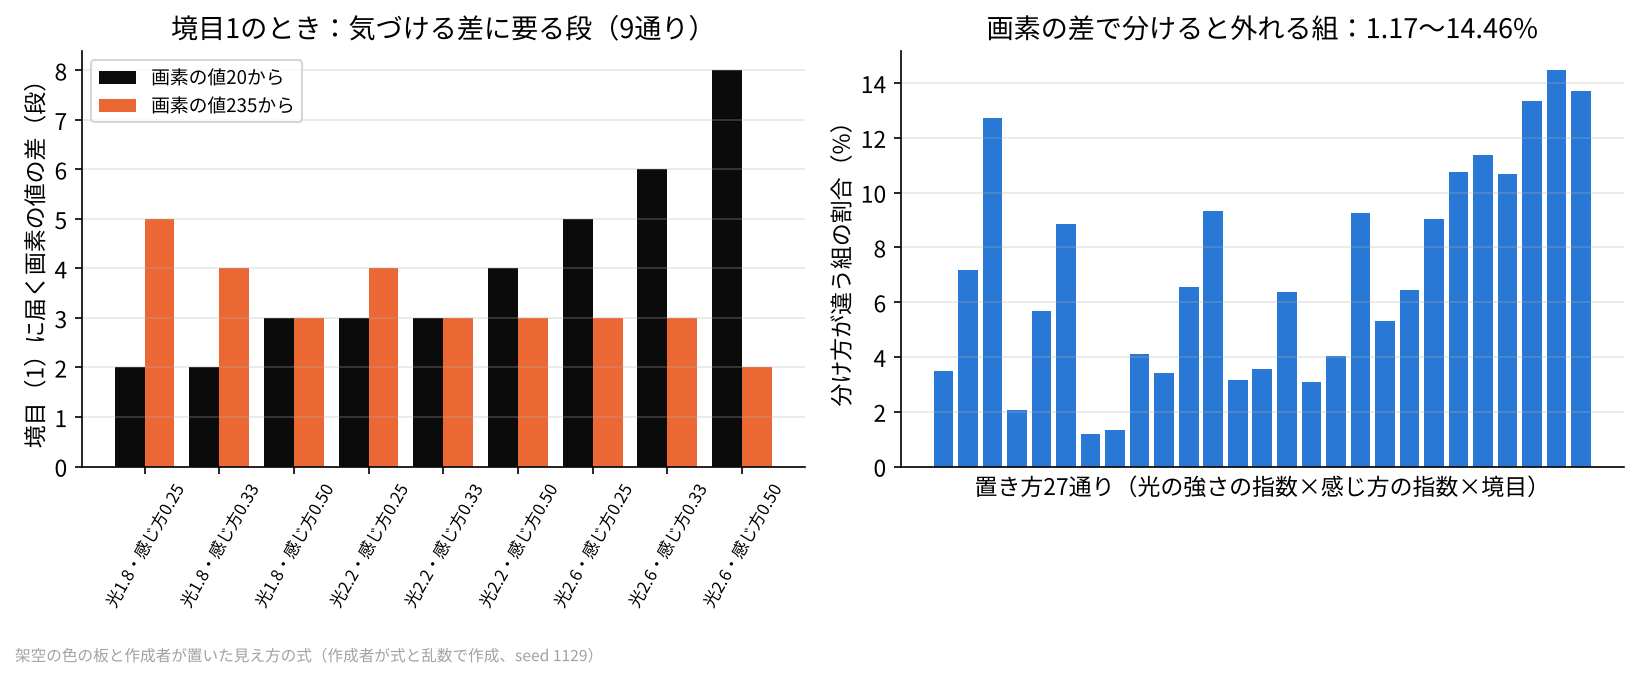 境目1のとき：気づける差に要る段（9通り）
境目（1）に届く画素の値の差（段）
8
7
6
5
4
3
2
1
0
画素の値20から
画素の値235から
光1.8・感じ方0.25
光1.8・感じ方0.33
光1.8・感じ方0.50
光2.2・感じ方0.25
光2.2・感じ方0.33
光2.2・感じ方0.50
光2.6・感じ方0.25
光2.6・感じ方0.33
光2.6・感じ方0.50
画素の差で分けると外れる組：1.17〜14.46%
分け方が違う組の割合（%）
14
12
10
8
6
4
2
0
置き方27通り（光の強さの指数×感じ方の指数×境目）
架空の色の板と作成者が置いた見え方の式（作成者が式と乱数で作成、seed 1129）